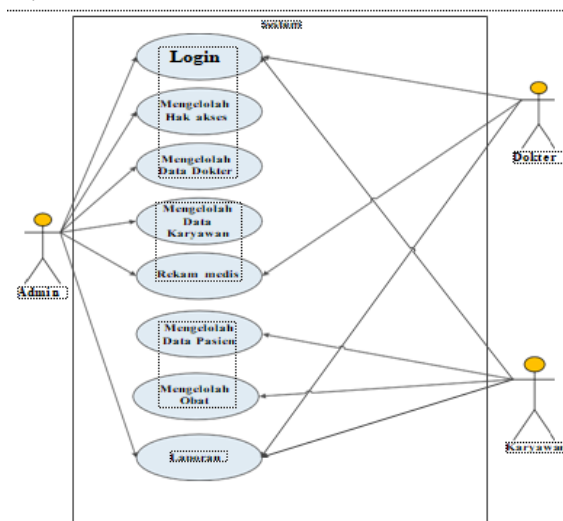 Login
Mengelolah
Hak akses
Mengelolah
Data Dokter
Mengelolah
Data
Karyawan
Rekam medis
Mengelolah
Data Pasien
Mengelolah
Obat
Laporan
Admin
Dokter
Karyawan